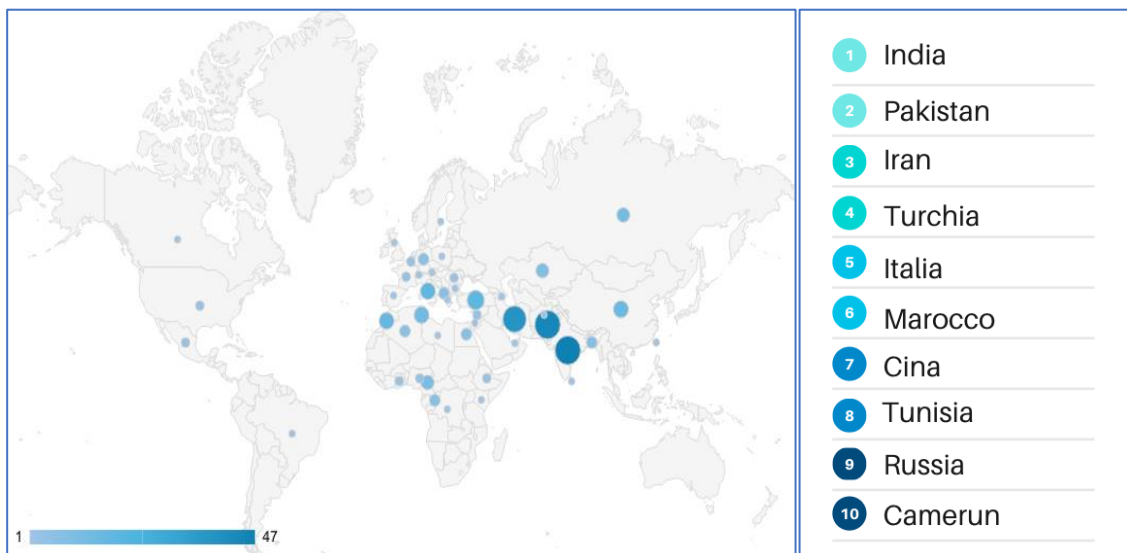 1 47
1 India
2 Pakistan
3 Iran
4 Turchia
5 Italia
6 Marocco
7 Cina
8 Tunisia
9 Russia
10 Camerun